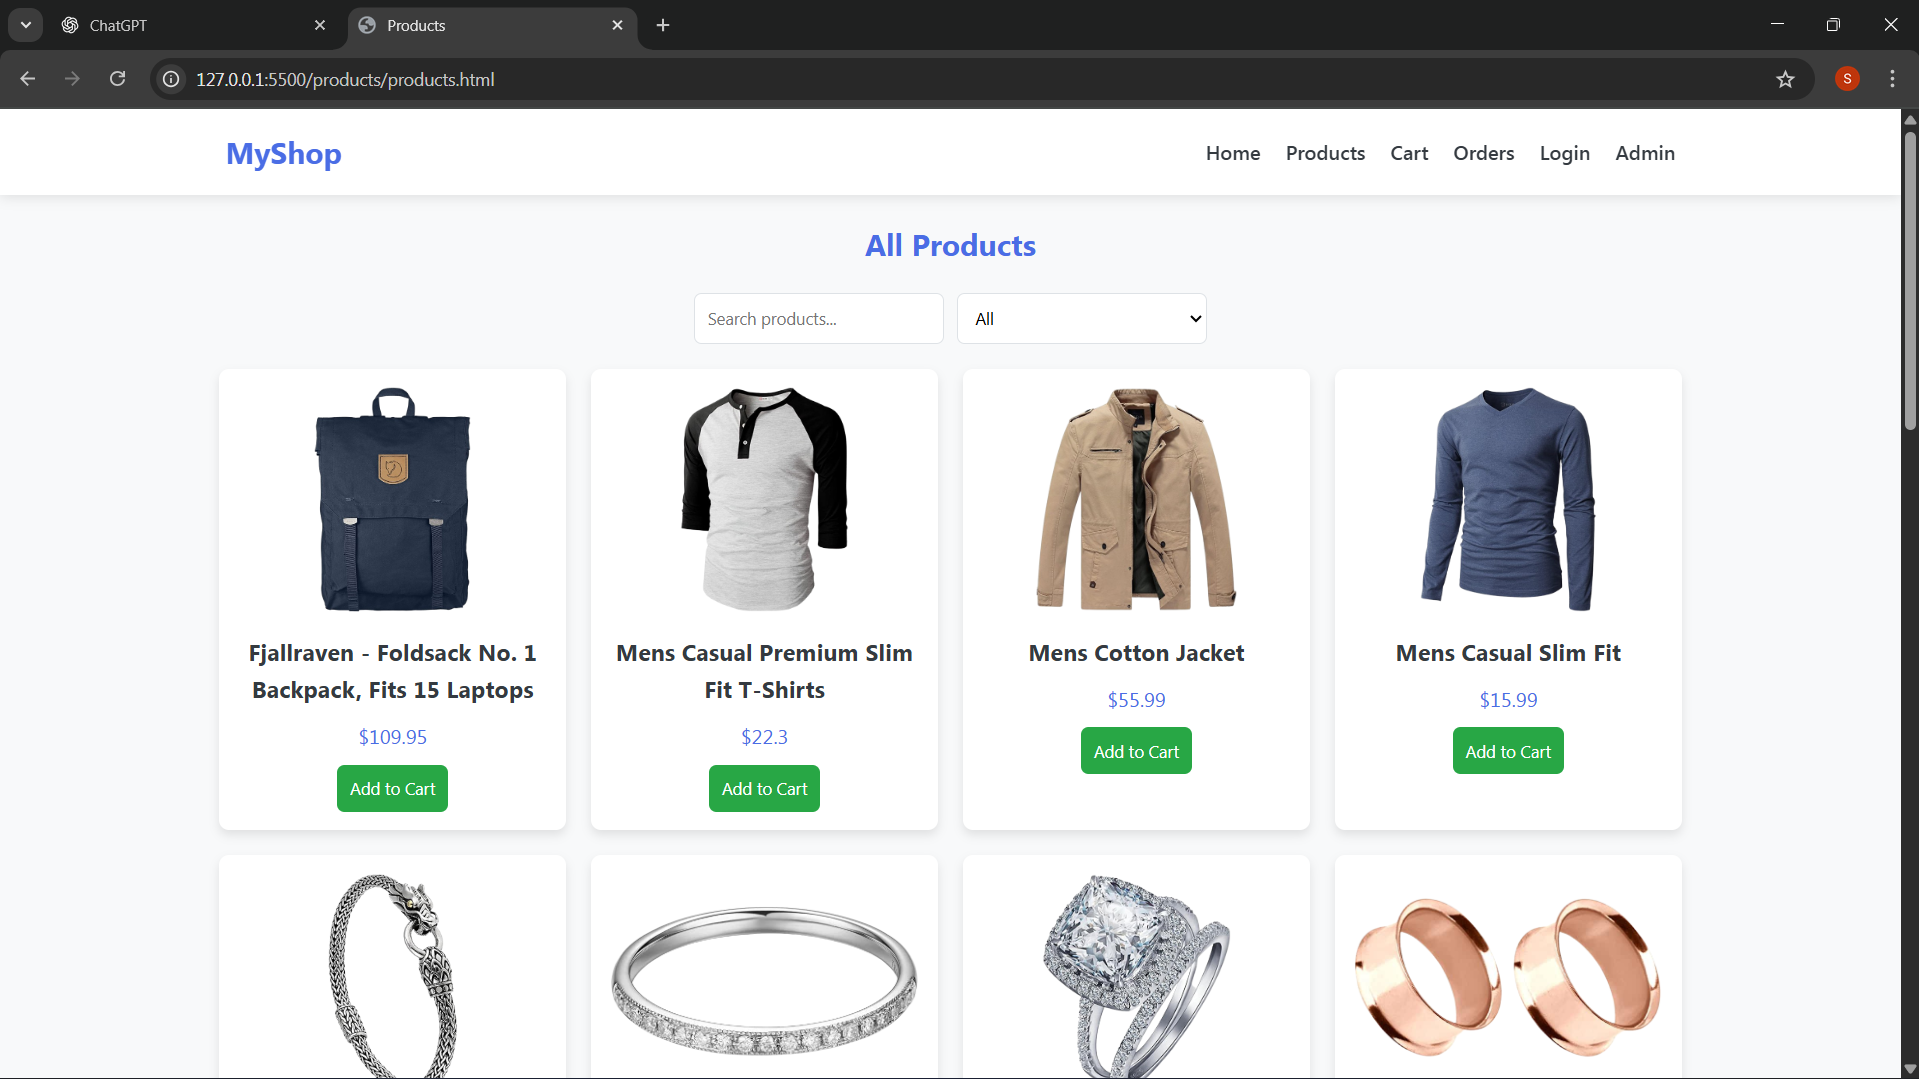 ChatGPT
Products
127.0.0.1:5500/products/products.html
S
MyShop
Home Products Cart Orders Login Admin
All Products
Search products...
All
Fjallraven - Foldsack No. 1
Backpack, Fits 15 Laptops
$109.95
Add to Cart
Mens Casual Premium Slim
Fit T-Shirts
$22.3
Add to Cart
Mens Cotton Jacket
$55.99
Add to Cart
Mens Casual Slim Fit
$15.99
Add to Cart